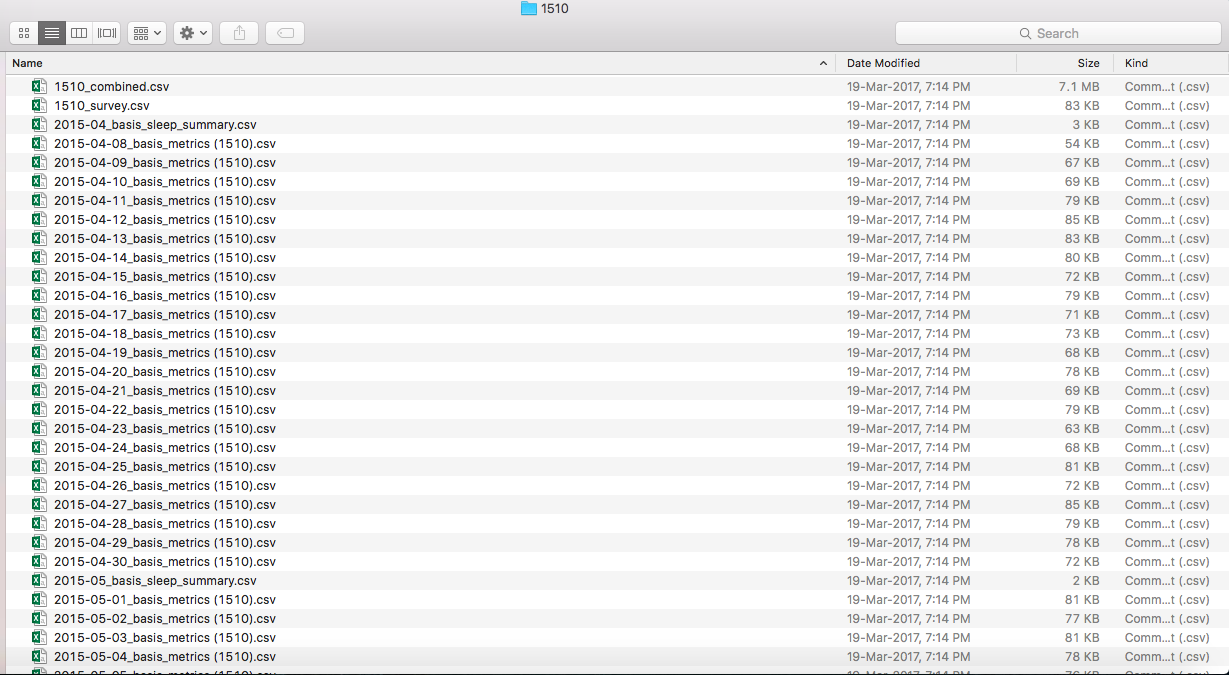 1510
Search
Name Date Modified Size Kind
1510_combined.csv 19-Mar-2017, 7:14 PM 7.1 MB Comm...t (.csv)
1510_survey.csv 19-Mar-2017, 7:14 PM 83 KB Comm...t (.csv)
2015-04_basis_sleep_summary.csv 19-Mar-2017, 7:14 PM 3 KB Comm...t (.csv)
2015-04-08_basis_metrics (1510).csv 19-Mar-2017, 7:14 PM 54 KB Comm...t (.csv)
2015-04-09_basis_metrics (1510).csv 19-Mar-2017, 7:14 PM 67 KB Comm...t (.csv)
2015-04-10_basis_metrics (1510).csv 19-Mar-2017, 7:14 PM 69 KB Comm...t (.csv)
2015-04-11_basis_metrics (1510).csv 19-Mar-2017, 7:14 PM 79 KB Comm...t (.csv)
2015-04-12_basis_metrics (1510).csv 19-Mar-2017, 7:14 PM 85 KB Comm...t (.csv)
2015-04-13_basis_metrics (1510).csv 19-Mar-2017, 7:14 PM 83 KB Comm...t (.csv)
2015-04-14_basis_metrics (1510).csv 19-Mar-2017, 7:14 PM 80 KB Comm...t (.csv)
2015-04-15_basis_metrics (1510).csv 19-Mar-2017, 7:14 PM 72 KB Comm...t (.csv)
2015-04-16_basis_metrics (1510).csv 19-Mar-2017, 7:14 PM 79 KB Comm...t (.csv)
2015-04-17_basis_metrics (1510).csv 19-Mar-2017, 7:14 PM 71 KB Comm...t (.csv)
2015-04-18_basis_metrics (1510).csv 19-Mar-2017, 7:14 PM 73 KB Comm...t (.csv)
2015-04-19_basis_metrics (1510).csv 19-Mar-2017, 7:14 PM 68 KB Comm...t (.csv)
2015-04-20_basis_metrics (1510).csv 19-Mar-2017, 7:14 PM 78 KB Comm...t (.csv)
2015-04-21_basis_metrics (1510).csv 19-Mar-2017, 7:14 PM 69 KB Comm...t (.csv)
2015-04-22_basis_metrics (1510).csv 19-Mar-2017, 7:14 PM 79 KB Comm...t (.csv)
2015-04-23_basis_metrics (1510).csv 19-Mar-2017, 7:14 PM 63 KB Comm...t (.csv)
2015-04-24_basis_metrics (1510).csv 19-Mar-2017, 7:14 PM 68 KB Comm...t (.csv)
2015-04-25_basis_metrics (1510).csv 19-Mar-2017, 7:14 PM 81 KB Comm...t (.csv)
2015-04-26_basis_metrics (1510).csv 19-Mar-2017, 7:14 PM 72 KB Comm...t (.csv)
2015-04-27_basis_metrics (1510).csv 19-Mar-2017, 7:14 PM 85 KB Comm...t (.csv)
2015-04-28_basis_metrics (1510).csv 19-Mar-2017, 7:14 PM 79 KB Comm...t (.csv)
2015-04-29_basis_metrics (1510).csv 19-Mar-2017, 7:14 PM 78 KB Comm...t (.csv)
2015-04-30_basis_metrics (1510).csv 19-Mar-2017, 7:14 PM 72 KB Comm...t (.csv)
2015-05_basis_sleep_summary.csv 19-Mar-2017, 7:14 PM 2 KB Comm...t (.csv)
2015-05-01_basis_metrics (1510).csv 19-Mar-2017, 7:14 PM 81 KB Comm...t (.csv)
2015-05-02_basis_metrics (1510).csv 19-Mar-2017, 7:14 PM 77 KB Comm...t (.csv)
2015-05-03_basis_metrics (1510).csv 19-Mar-2017, 7:14 PM 81 KB Comm...t (.csv)
2015-05-04_basis_metrics (1510).csv 19-Mar-2017, 7:14 PM 78 KB Comm...t (.csv)